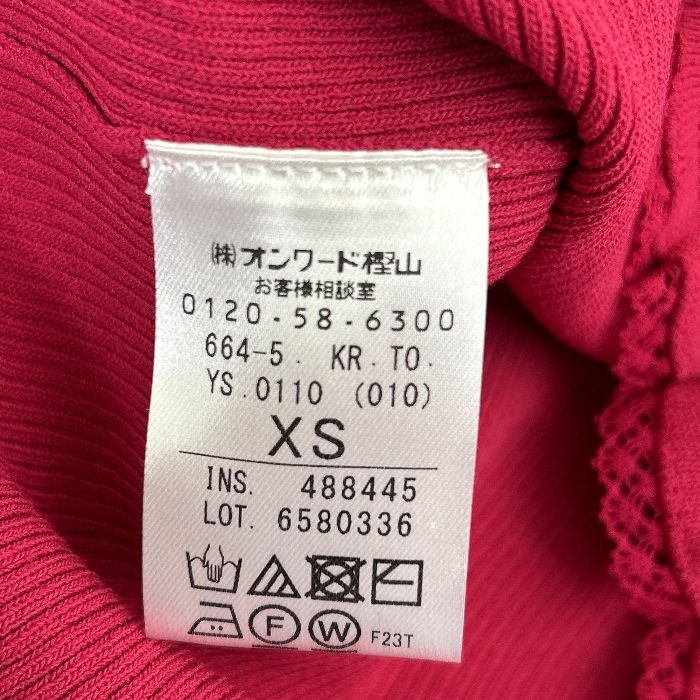 ㈱オンワード樫山
お客様相談室
0120-58-6300
664-5. KR.TO.
YS.0110 (010)
XS
INS. 488445
LOT. 6580336
F W F23T